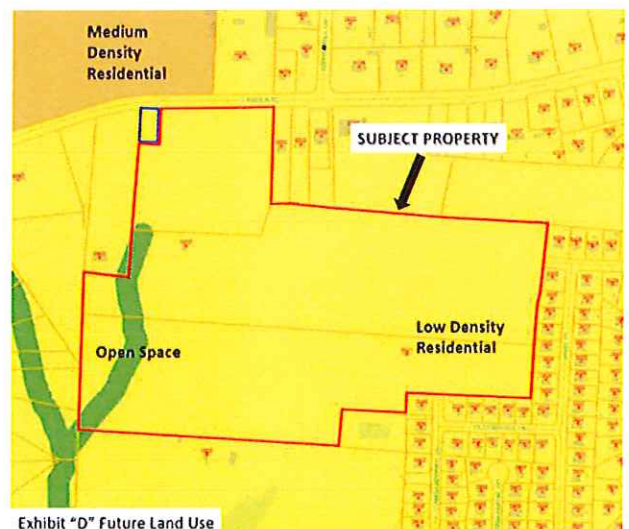 Medium
Density
Residential
SUBJECT PROPERTY
Low Density
Residential
Open Space
Exhibit "D" Future Land Use